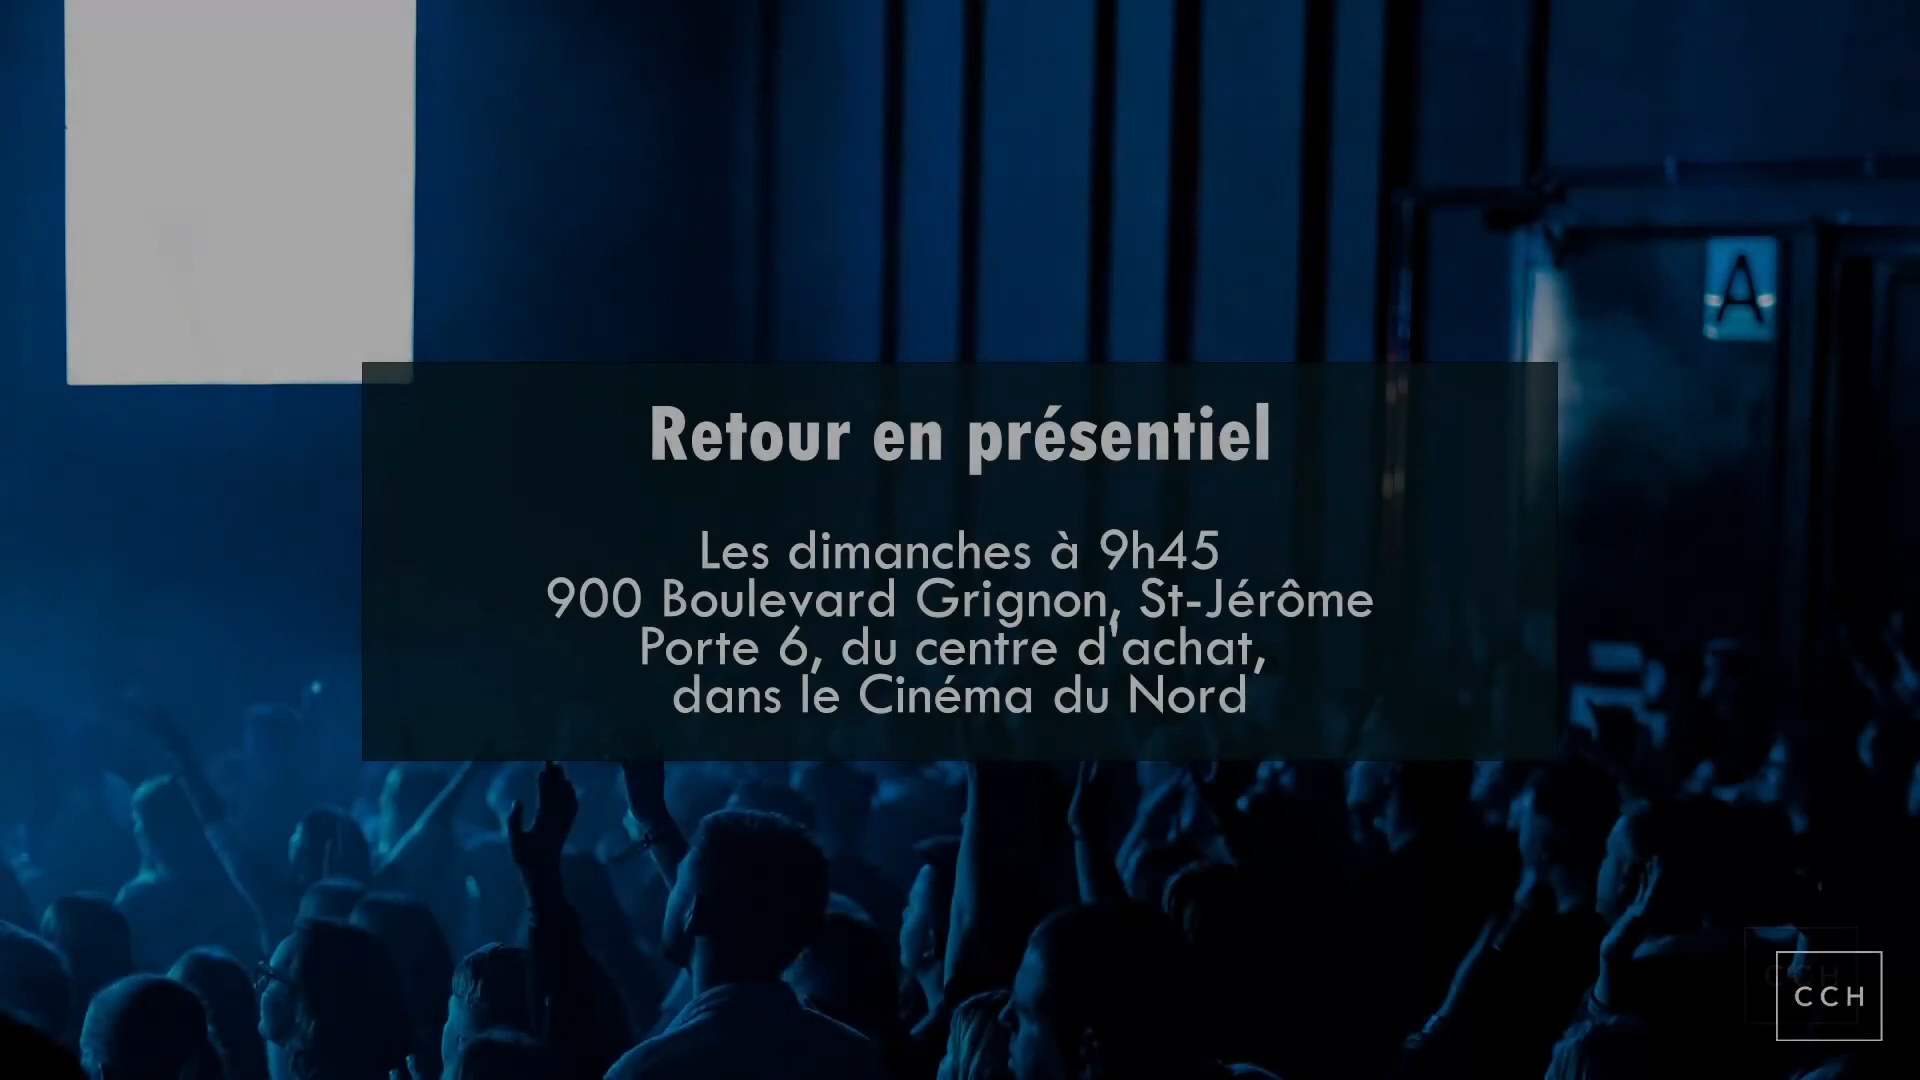 A
Retour en présentiel
Les dimanches à 9h45
900 Boulevard Grignon, St-Jérôme
Porte 6, du centre d'achat,
dans le Cinéma du Nord
CCH
CCH